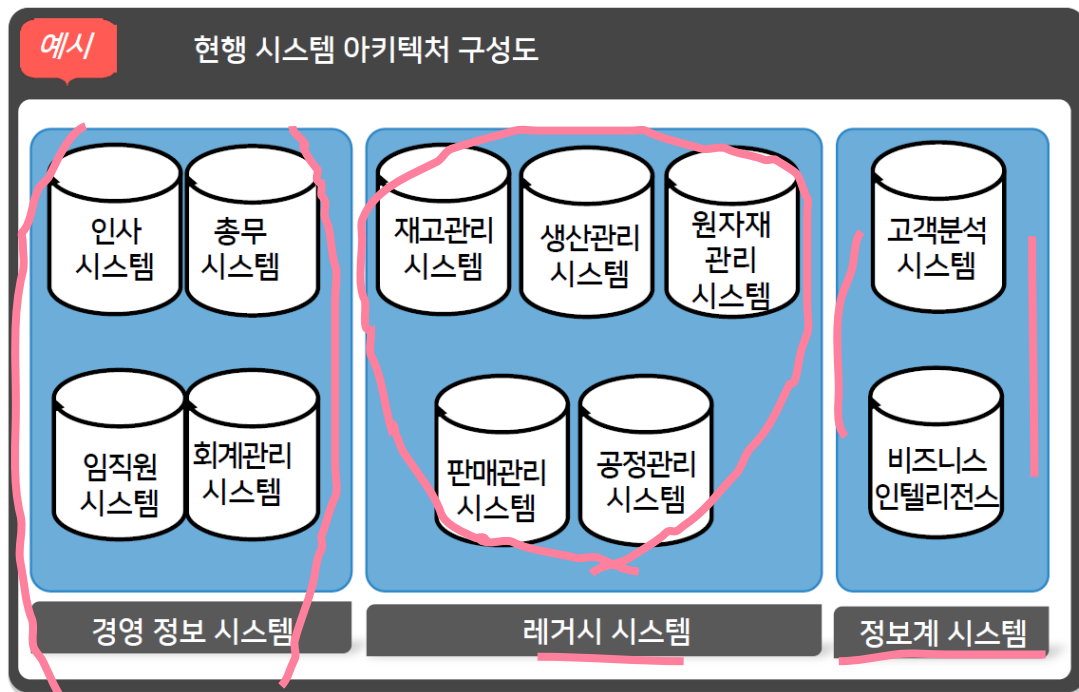 예시
현행 시스템 아키텍처 구성도
인사
시스템
총무
시스템
임직원
시스템
회계관리
시스템
경영 정보 시스템
재고관리
시스템
생산관리
시스템
원자재
관리
시스템
판매관리
시스템
공정관리
시스템
레거시 시스템
고객분석
시스템
비즈니스
인텔리전스
정보계 시스템